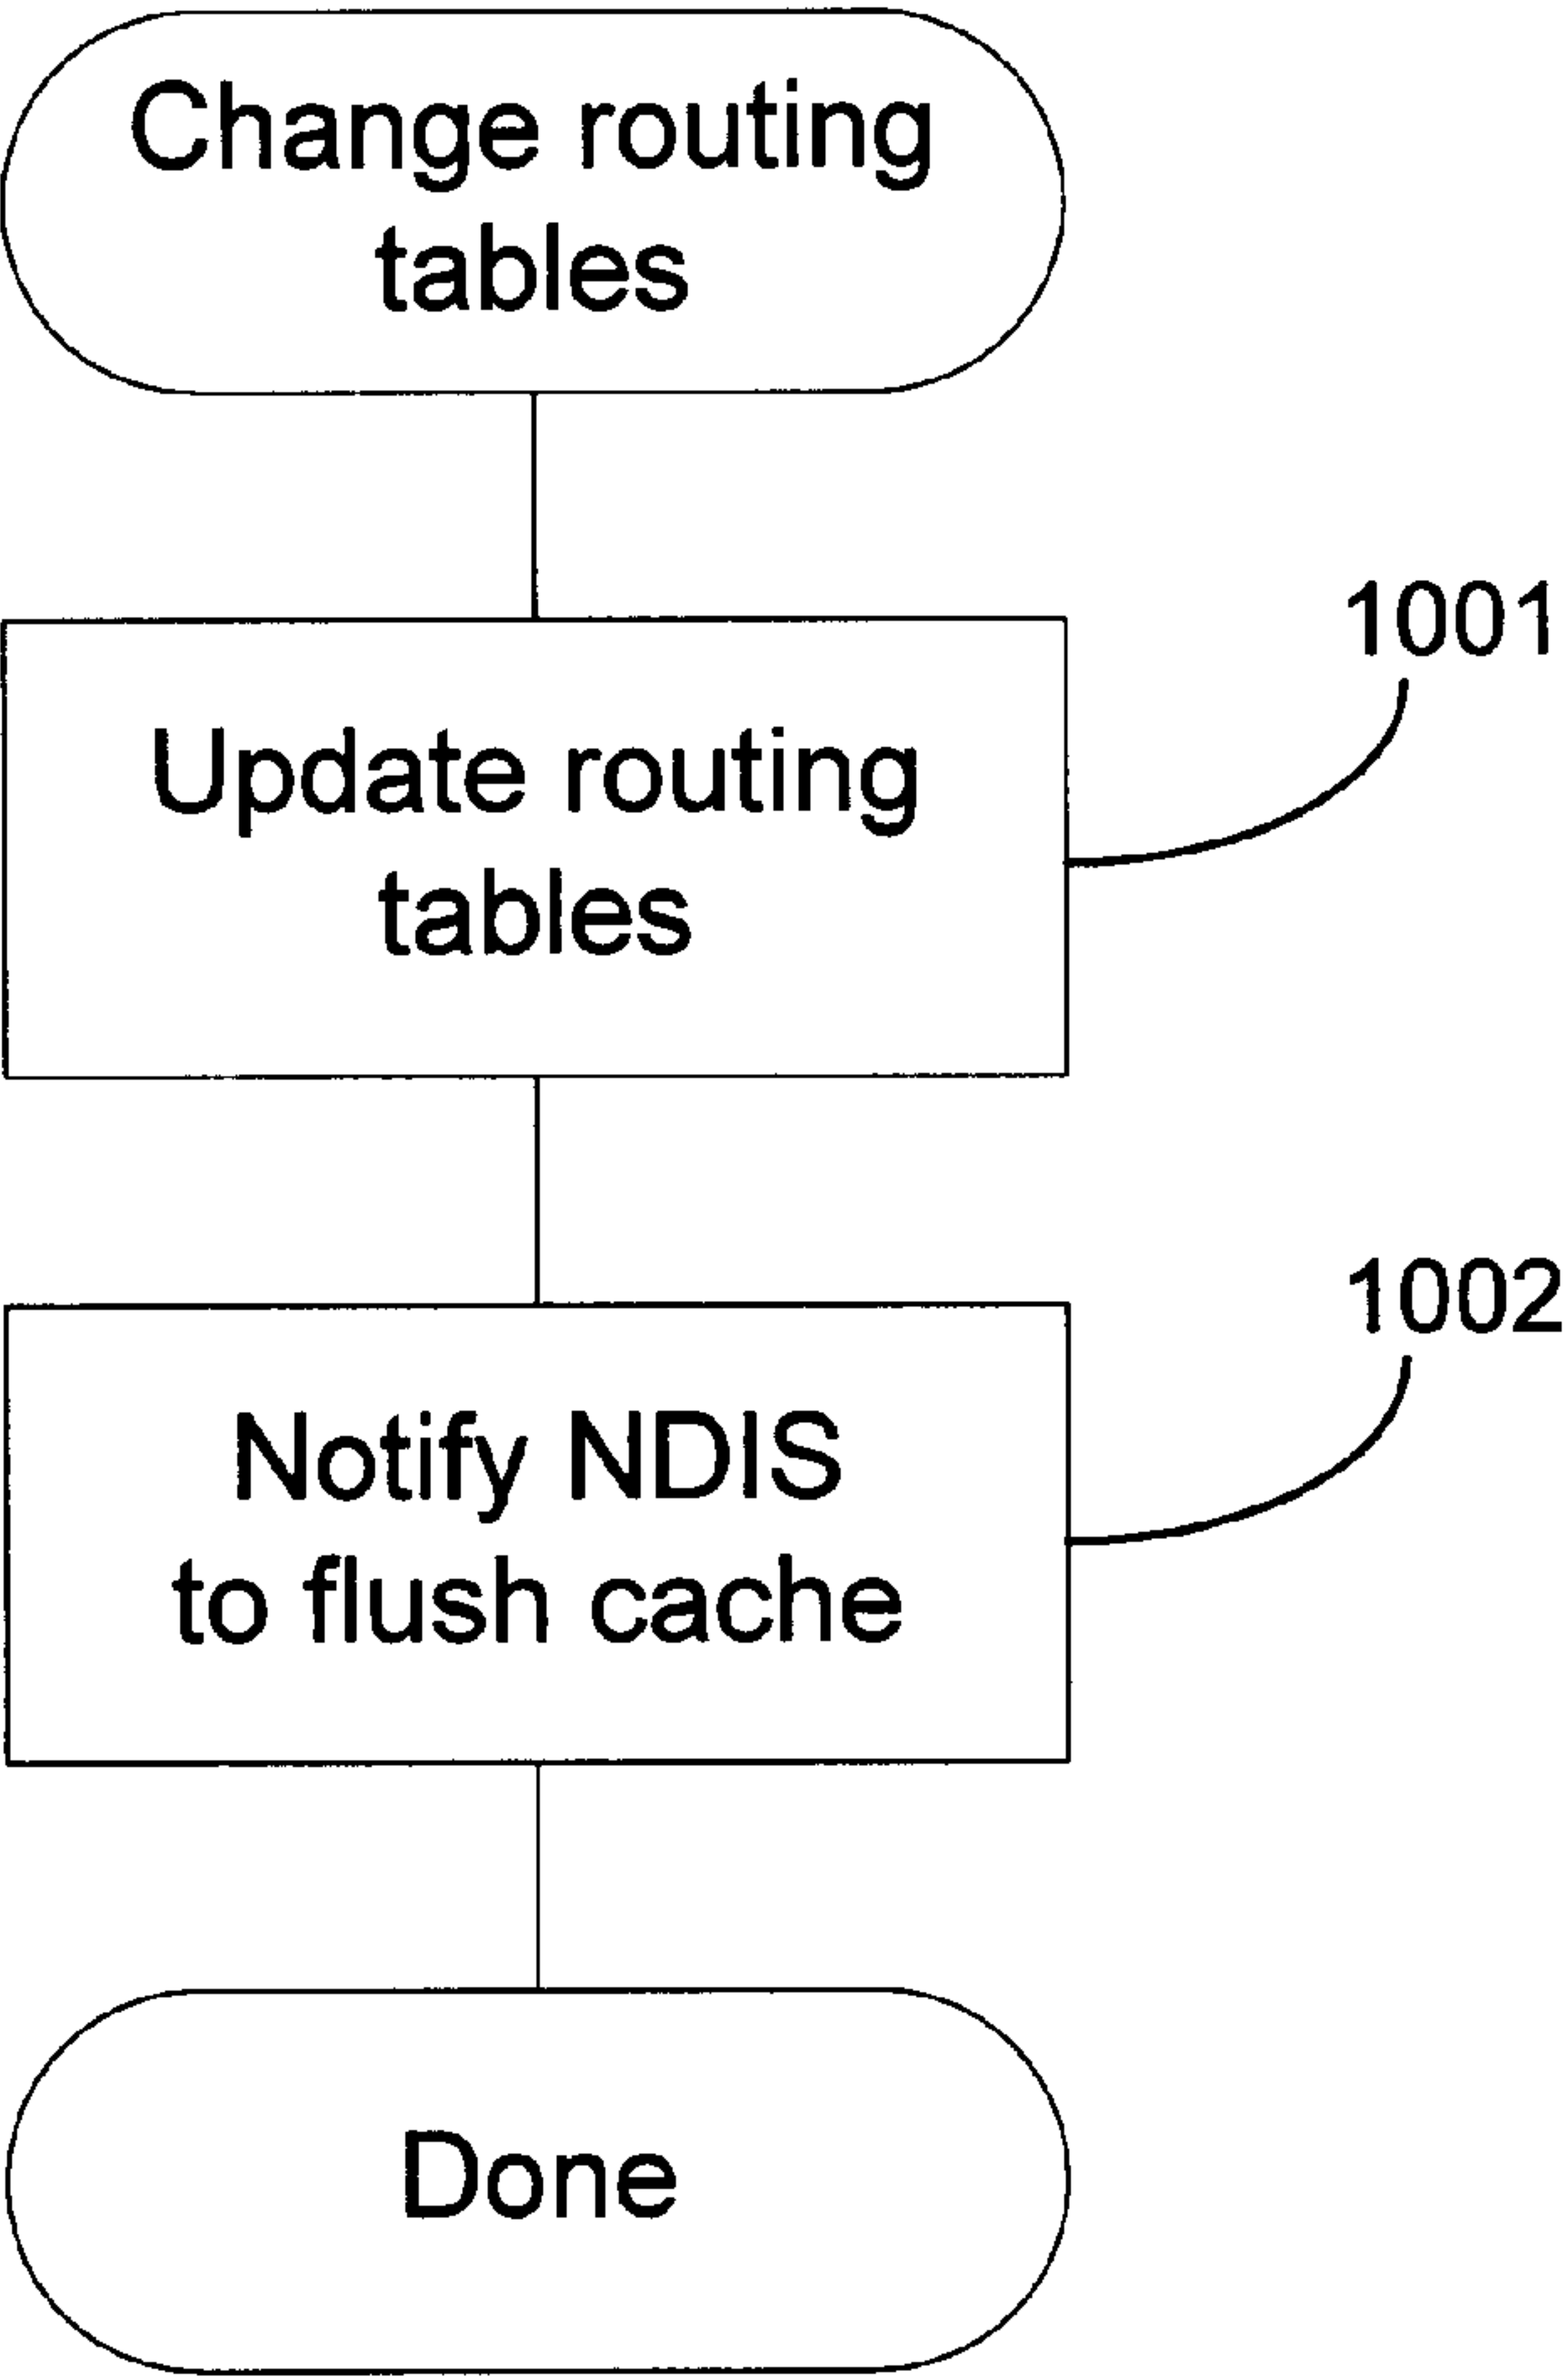 Change routing
tables
1001
Update routing
tables
1002
Notify NDIS
to flush cache
Done